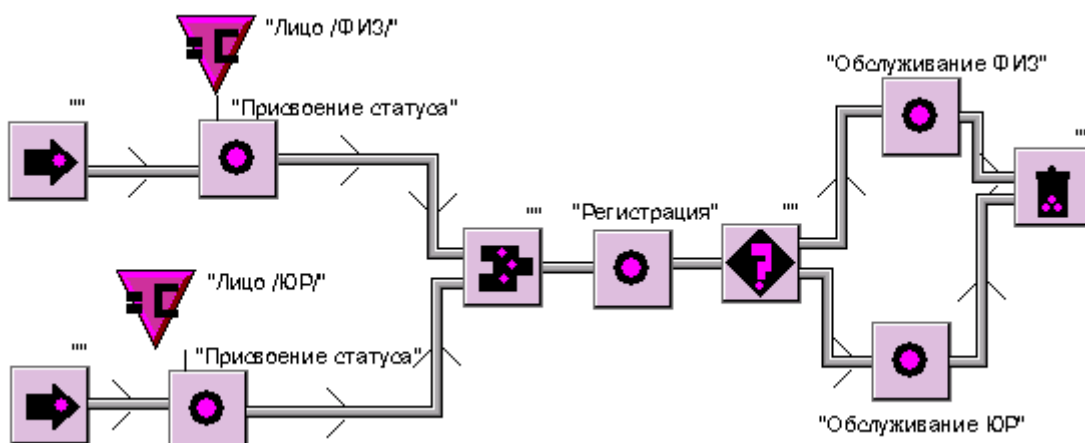 "Лицо /ФИЗ/"
"Обслуживание ФИЗ"
""
"Присвоение статуса"
""
""
"Регистрация"
""
"Лицо /ЮР/"
""
"Присвоение статуса"
"Обслуживание ЮР"